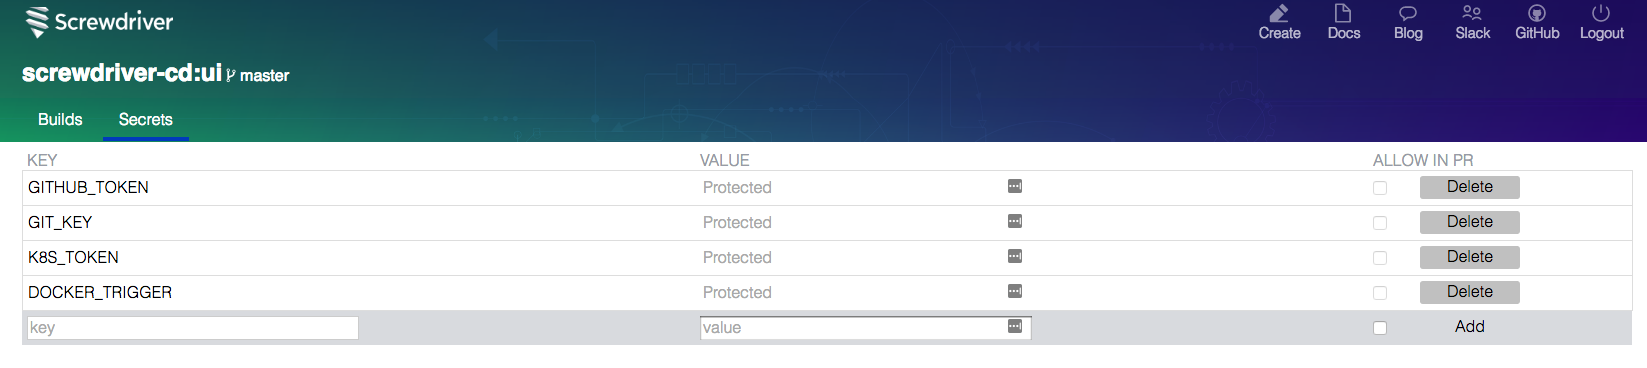 Screwdriver
Create Docs Blog Slack GitHub Logout
screwdriver-cd:ui master
Builds Secrets
KEY VALUE ALLOW IN PR
GITHUB_TOKEN Protected Delete
GIT_KEY Protected Delete
K8S_TOKEN Protected Delete
DOCKER_TRIGGER Protected Delete
key value Add